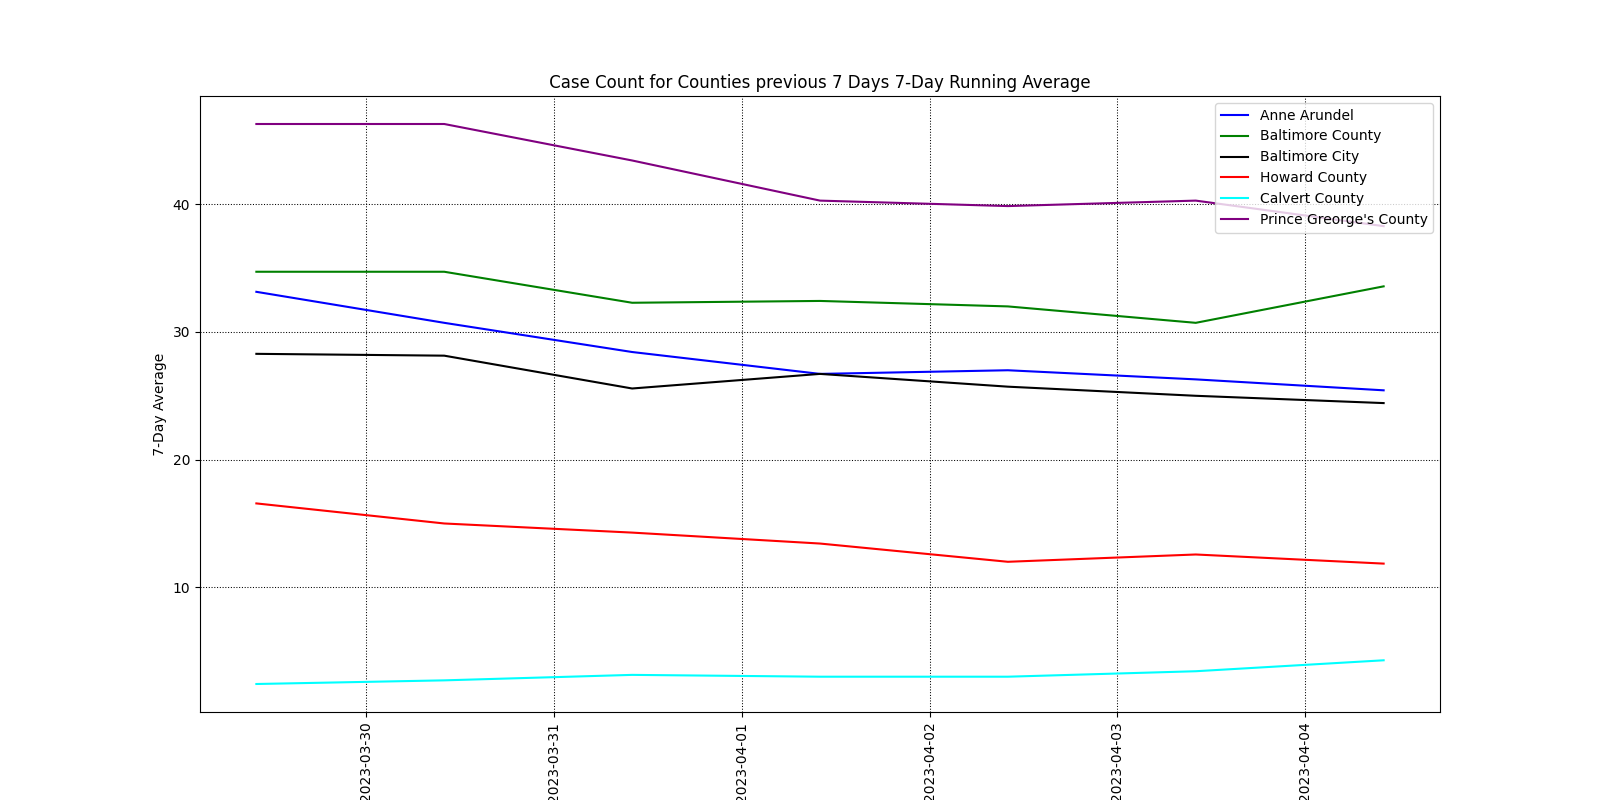 Case Count for Counties previous 7 Days 7-Day Running Average
Anne Arundel
Baltimore County
Baltimore City
Howard County
Calvert County
Prince Greorge's County
7-Day Average
40
30
20
10
2023-03-30
2023-03-31
2023-04-01
2023-04-02
2023-04-03
2023-04-04